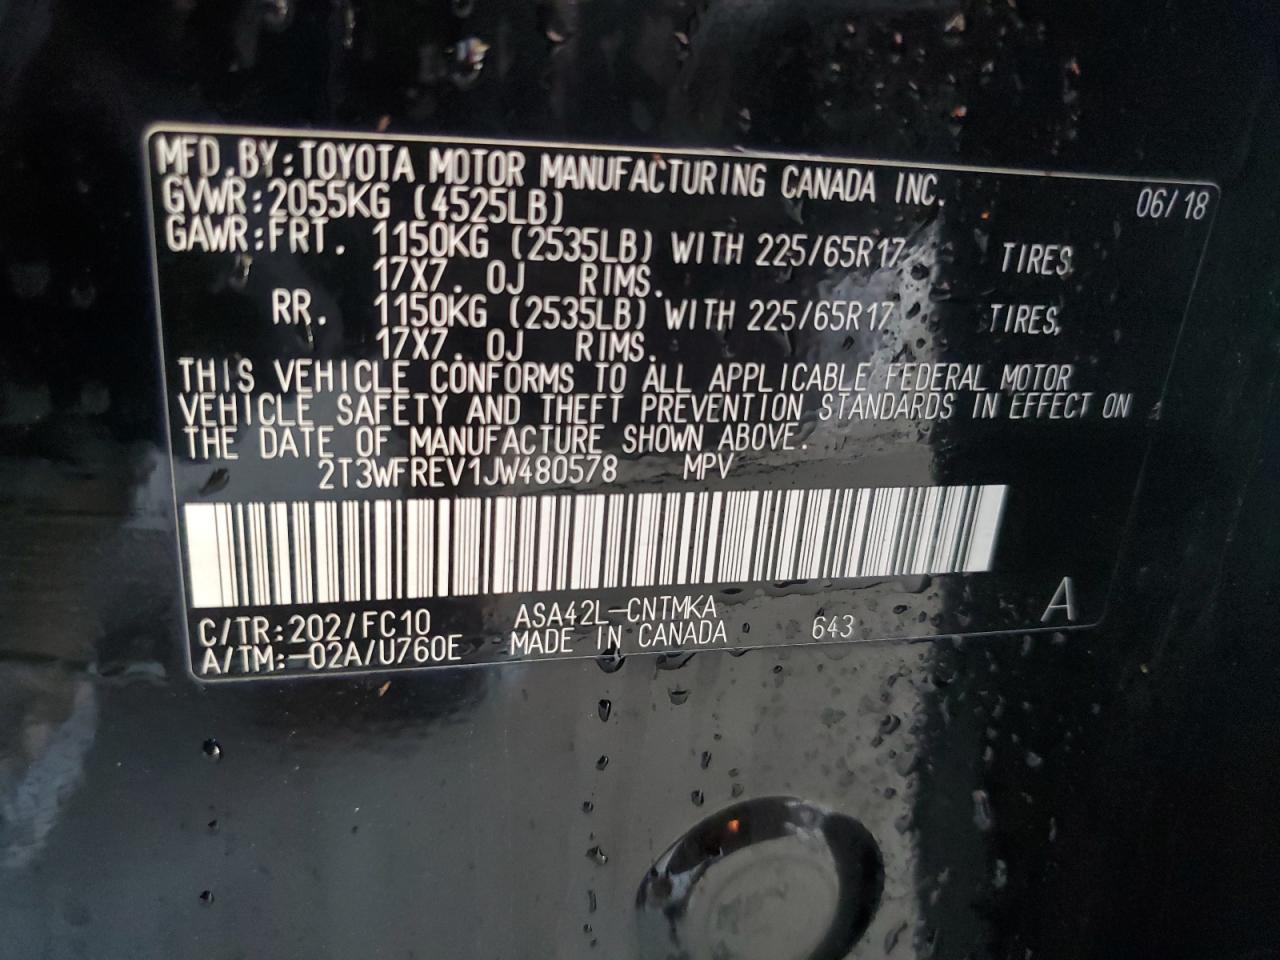 MFD.BY:TOYOTA MOTOR MANUFACTURING CANADA INC. 06/18
GVWR:2055KG (4525LB)
GAWR:FRT. 1150KG (2535LB) WITH 225/65R17 TIRES,
17X7.0J RIMS.
RR. 1150KG (2535LB) WITH 225/65R17 TIRES,
17X7.0J RIMS.
THIS VEHICLE CONFORMS TO ALL APPLICABLE FEDERAL MOTOR
VEHICLE SAFETY AND THEFT PREVENTION STANDARDS IN EFFECT ON
THE DATE OF MANUFACTURE SHOWN ABOVE.
2T3WFREV1JW480578 MPV
C/TR:202/FC10 ASA42L-CNTMKA A
A/TM:-02A/U760E MADE IN CANADA 643